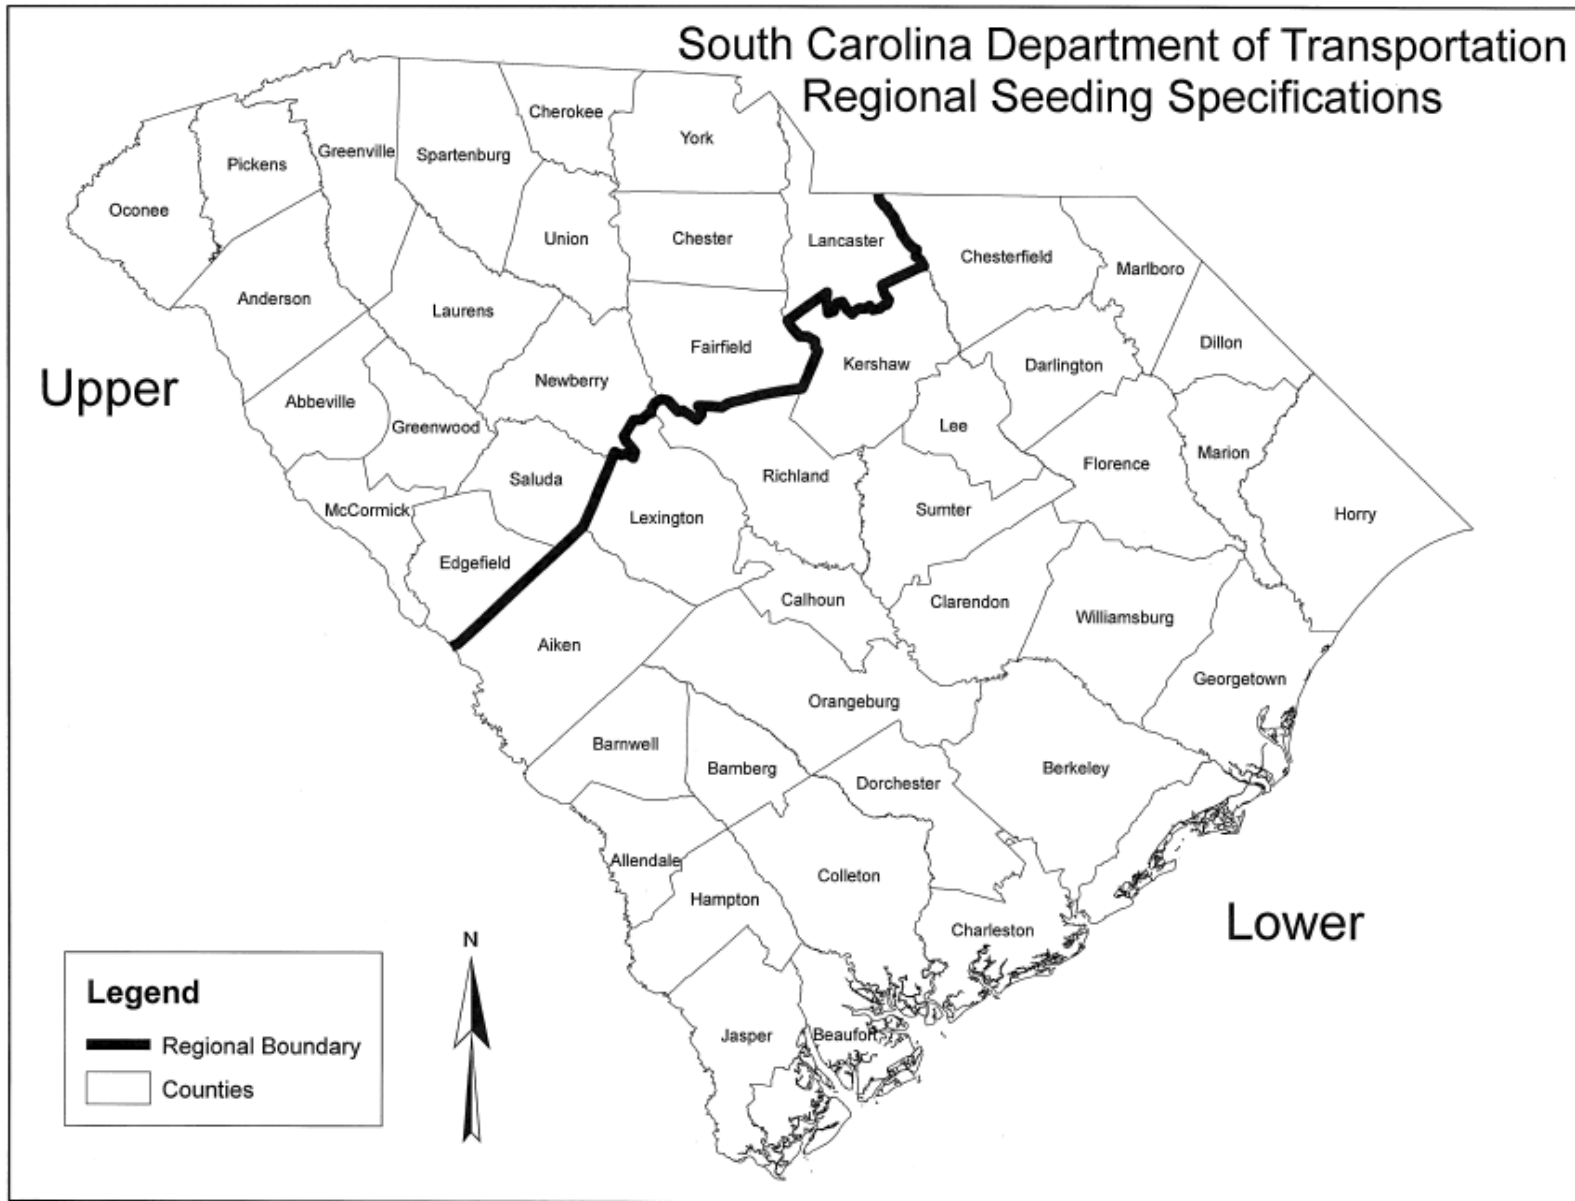 South Carolina Department of Transportation
Regional Seeding Specifications
Cherokee
York
Greenville
Spartenburg
Pickens
Oconee
Union
Chester
Lancaster
Chesterfield
Marlboro
Anderson
Laurens
Fairfield
Kershaw
Darlington
Dillon
Upper
Newberry
Abbeville
Greenwood
Lee
Saluda
Richland
Florence
Marion
McCormick
Lexington
Sumter
Horry
Edgefield
Calhoun
Clarendon
Williamsburg
Aiken
Georgetown
Orangeburg
Barnwell
Bamberg
Dorchester
Berkeley
Allendale
Colleton
Hampton
Charleston
Lower
N
Legend
Regional Boundary
Counties
Jasper
Beaufort